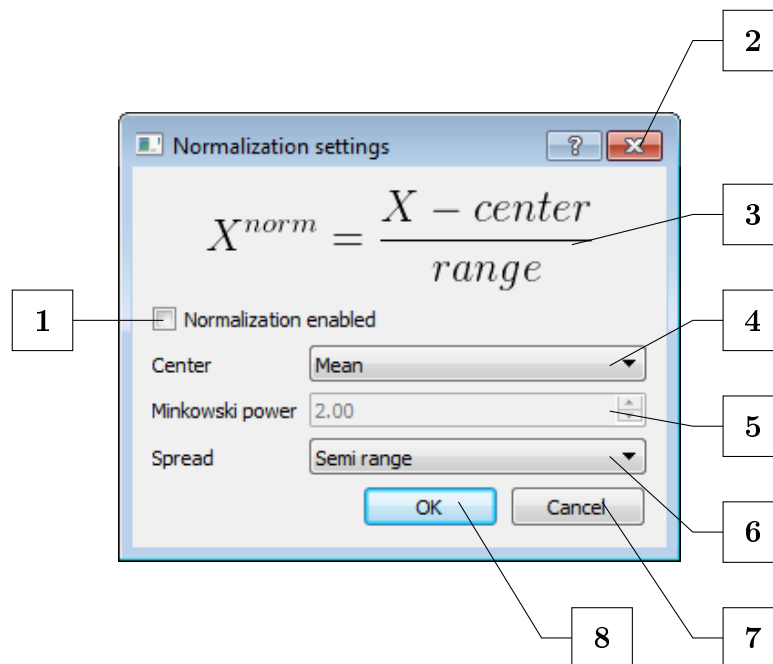 2
Normalization settings ?
X^{norm} = \frac{X - center}{range}
3
1
Normalization enabled
4
Center Mean
Minkowski power 2.00
5
Spread Semi range
OK Cancel
6
8
7